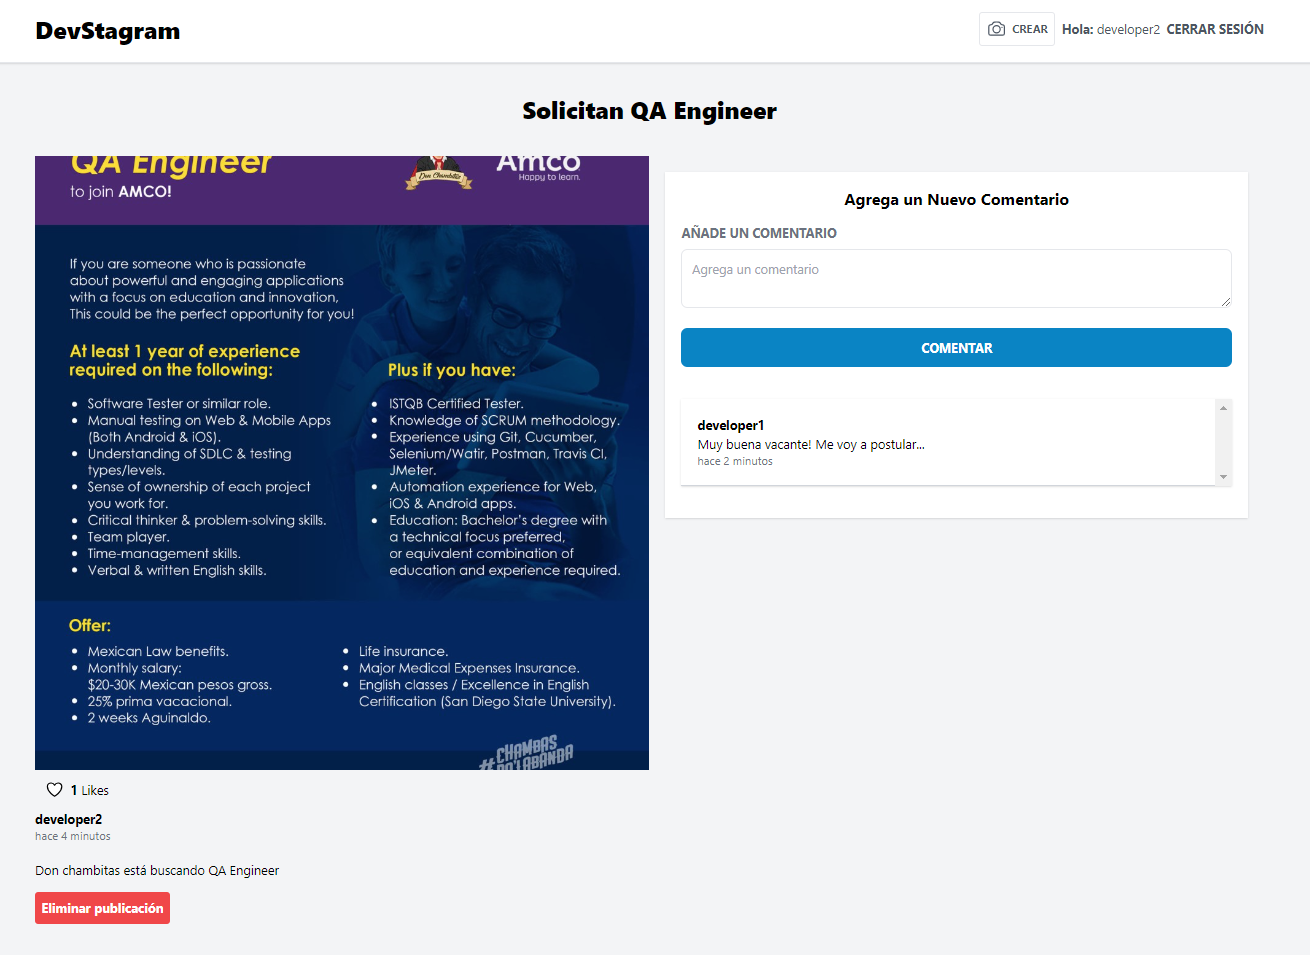 DevStagram
CREAR
Hola: developer2
CERRAR SESIÓN
Solicitan QA Engineer
QA Engineer
to join AMCO!
Don Chambitas
Amco
Happy to learn.
If you are someone who is passionate
about powerful and engaging applications
with a focus on education and innovation,
This could be the perfect opportunity for you!
At least 1 year of experience
required on the following:
• Software Tester or similar role.
• Manual testing on Web & Mobile Apps
(Both Android & iOS).
• Understanding of SDLC & testing
types/levels.
• Sense of ownership of each project
you work for.
• Critical thinker & problem-solving skills.
• Team player.
• Time-management skills.
• Verbal & written English skills.
Plus if you have:
• ISTQB Certified Tester.
• Knowledge of SCRUM methodology.
• Experience using Git, Cucumber,
Selenium/Watir, Postman, Travis CI,
JMeter.
• Automation experience for Web,
iOS & Android apps.
• Education: Bachelor's degree with
a technical focus preferred,
or equivalent combination of
education and experience required.
Offer:
• Mexican Law benefits.
• Monthly salary:
$20-30K Mexican pesos gross.
• 25% prima vacacional.
• 2 weeks Aguinaldo.
• Life insurance.
• Major Medical Expenses Insurance.
• English classes / Excellence in English
Certification (San Diego State University).
#CHAMBAS
PA'LABANDA
1 Likes
developer2
hace 4 minutos
Don chambitas está buscando QA Engineer
Eliminar publicación
Agrega un Nuevo Comentario
AÑADE UN COMENTARIO
Agrega un comentario
COMENTAR
developer1
Muy buena vacante! Me voy a postular...
hace 2 minutos